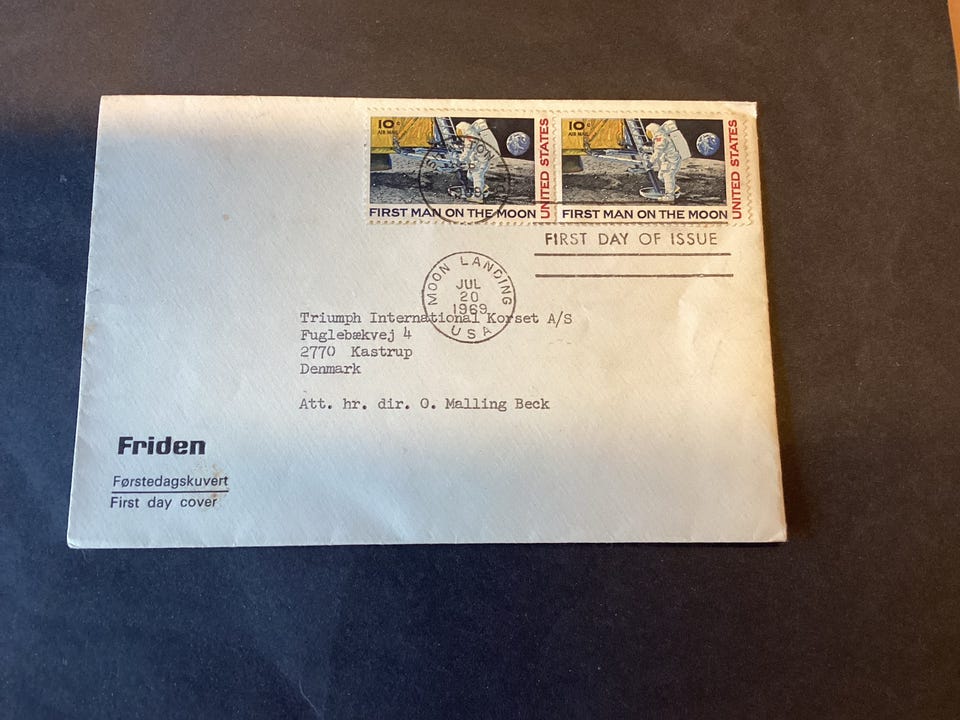 10c
AIR MAIL
FIRST MAN ON THE MOON
UNITED STATES
10c
AIR MAIL
FIRST MAN ON THE MOON
UNITED STATES
FIRST DAY OF ISSUE
MOON LANDING
JUL
20
1969
USA
Triumph International Korset A/S
Fuglebækvej 4
2770 Kastrup
Denmark
Att. hr. dir. O. Malling Beck
Friden
Førstedagskuvert
First day cover